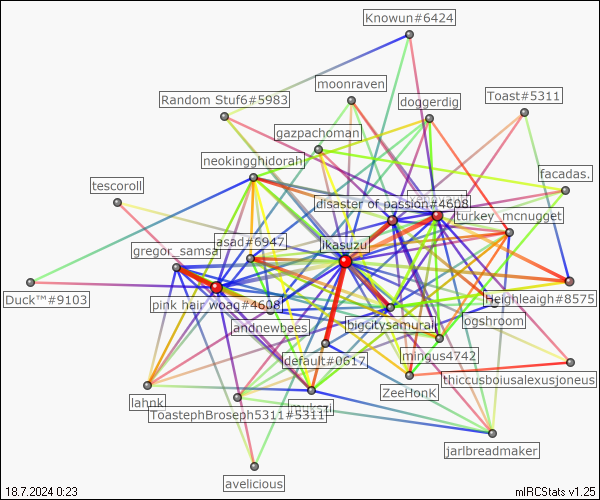 Knowun#6424
moonraven
Random Stuf6#5983
doggerdig
Toast#5311
gazpachoman
neokingghidorah
facadas.
tescoroll
disaster of passion#4608
turkey_mcnugget
asad#6947
ikasuzu
gregor_samsa
Duck™#9103
pink hair woag#4608
Heighleaigh#8575
andnewbees
bigcitysamurai
ogshroom
default#0617
mingus4742
thiccusboiusalexusjoneus
lahnk
ZeeHonK
ToastephBroseph5311#5311
jarlbreadmaker
avelicious
18.7.2024 0:23
mIRCStats v1.25